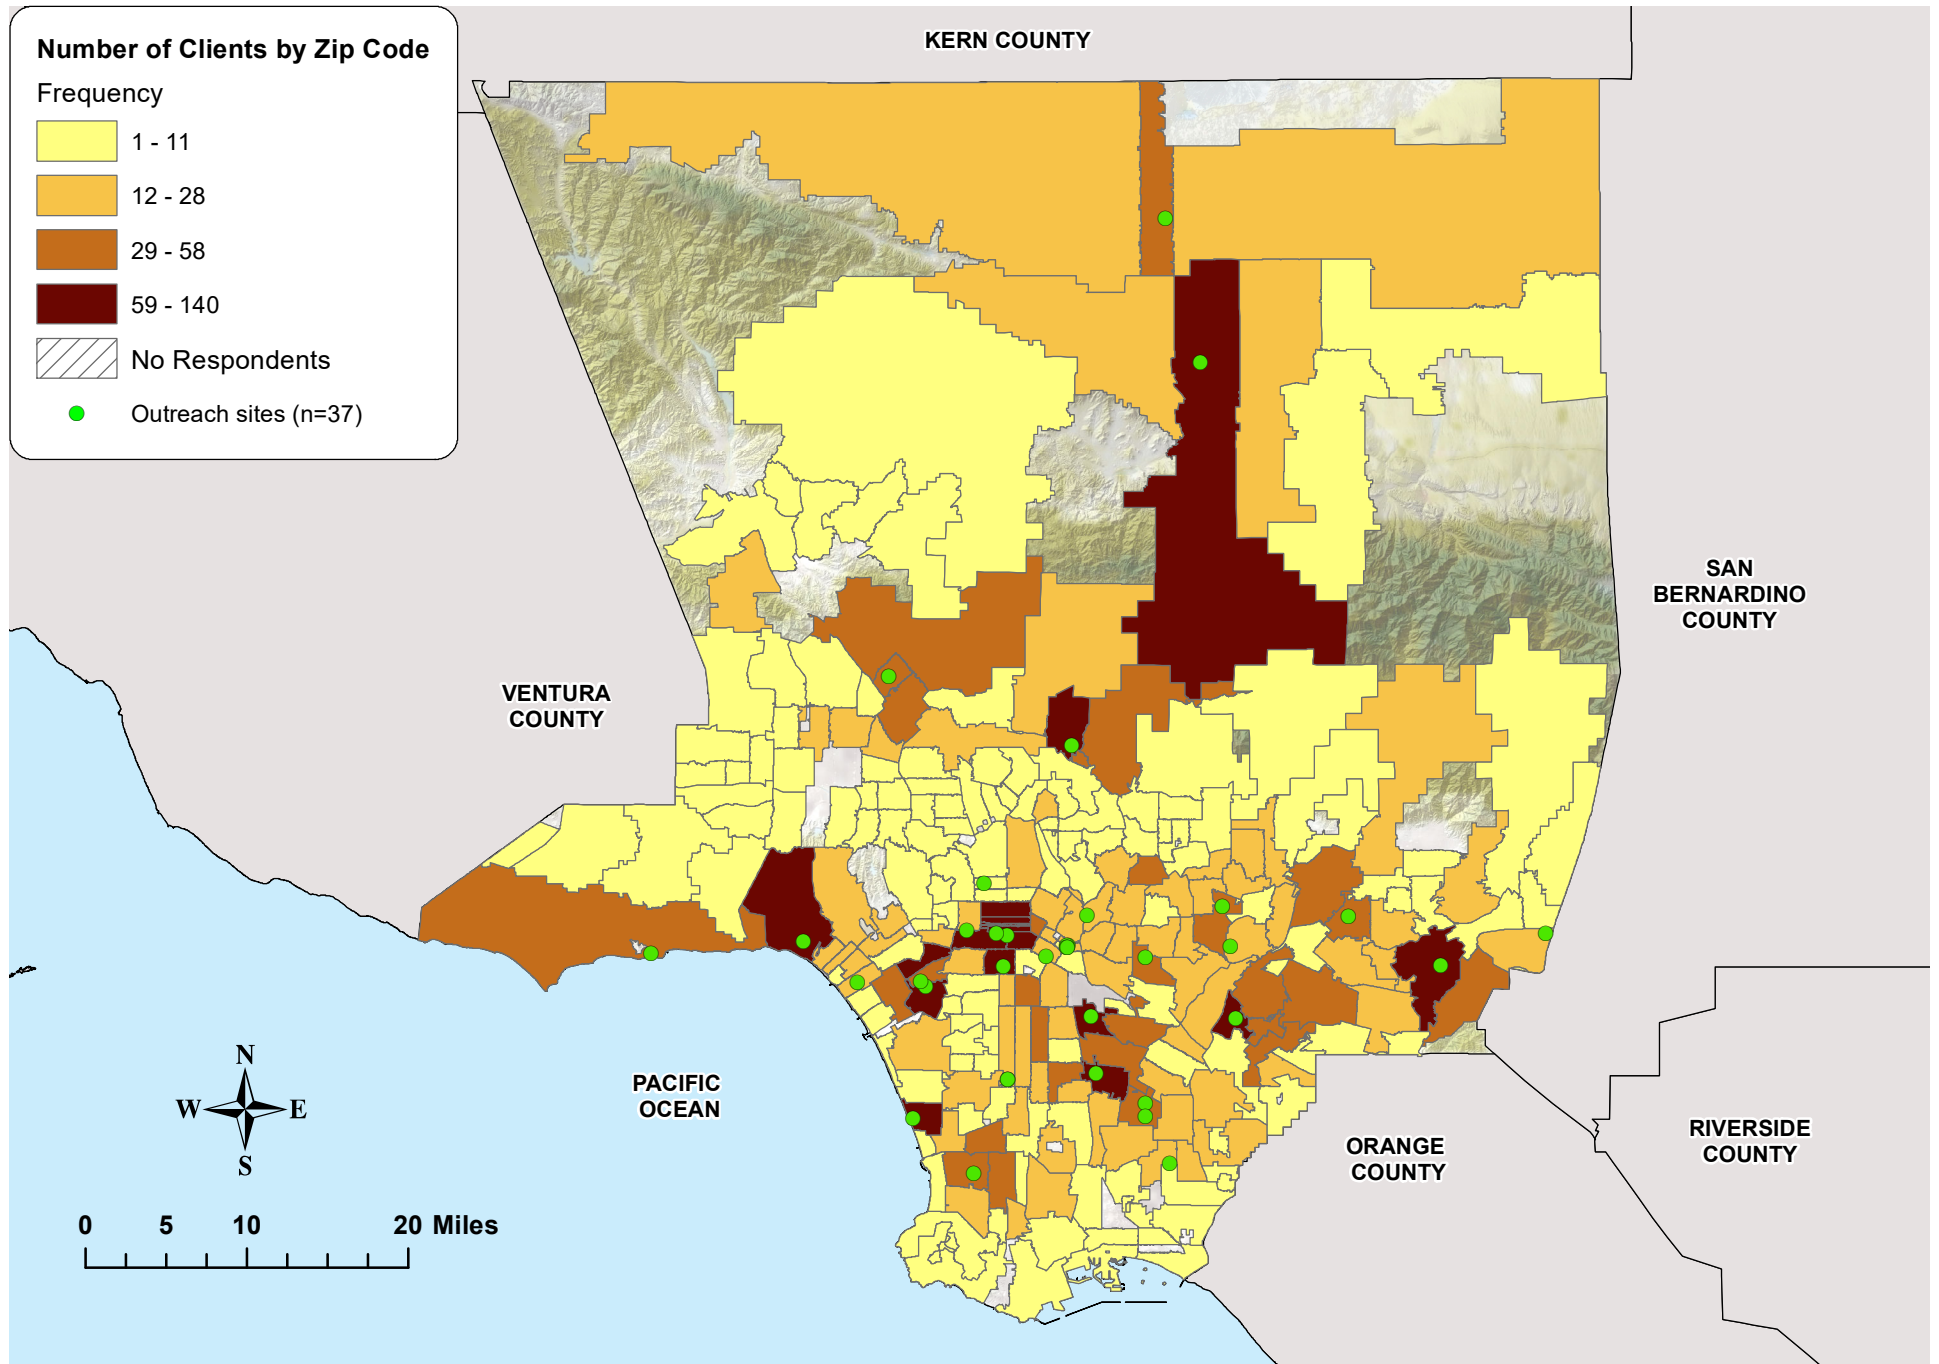 Number of Clients by Zip Code
Frequency
1 - 11
12 - 28
29 - 58
59 - 140
No Respondents
Outreach sites (n=37)
KERN COUNTY
SAN
BERNARDINO
COUNTY
VENTURA
COUNTY
PACIFIC
OCEAN
ORANGE
COUNTY
RIVERSIDE
COUNTY
N
W E
S
0 5 10 20 Miles